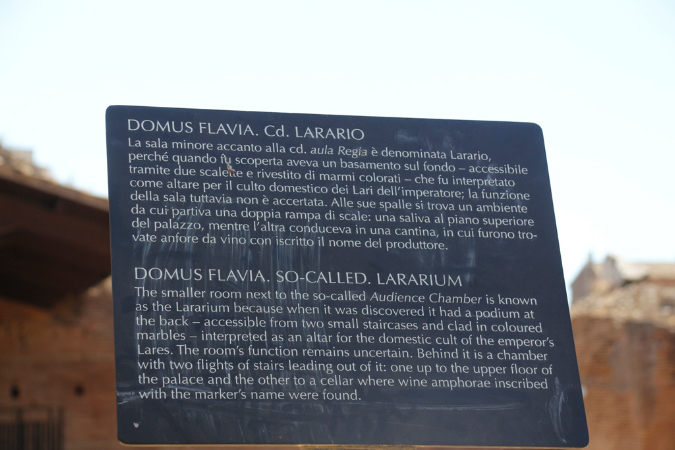 DOMUS FLAVIA. Cd. LARARIO
La sala minore accanto alla cd. aula Regia è denominata Larario,
perché quando fu scoperta aveva un basamento sul fondo – accessibile
tramite due scalette e rivestito di marmi colorati – che fu interpretato
come altare per il culto domestico dei Lari dell'imperatore; la funzione
della sala tuttavia non è accertata. Alle sue spalle si trova un ambiente
da cui partiva una doppia rampa di scale: una saliva al piano superiore
del palazzo, mentre l'altra conduceva in una cantina, in cui furono tro-
vate anfore da vino con iscritto il nome del produttore.
DOMUS FLAVIA. SO-CALLED. LARARIUM
The smaller room next to the so-called Audience Chamber is known
as the Lararium because when it was discovered it had a podium at
the back – accessible from two small staircases and clad in coloured
marbles – interpreted as an altar for the domestic cult of the emperor's
Lares. The room's function remains uncertain. Behind it is a chamber
with two flights of stairs leading out of it: one up to the upper floor of
the palace and the other to a cellar where wine amphorae inscribed
with the marker's name were found.